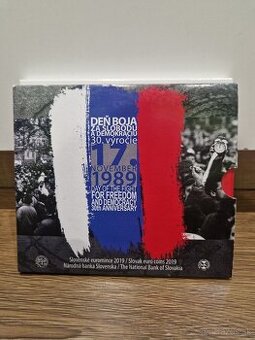 DEŇ BOJA
ZA SLOBODU
A DEMOKRACIU
30. výročie
17.
NOVEMBER
1989
DAY OF THE FIGHT
FOR FREEDOM
AND DEMOCRACY
30th ANNIVERSARY
Slovenské euromince 2019 / Slovak euro coins 2019
Národná banka Slovenska / The National Bank of Slovakia